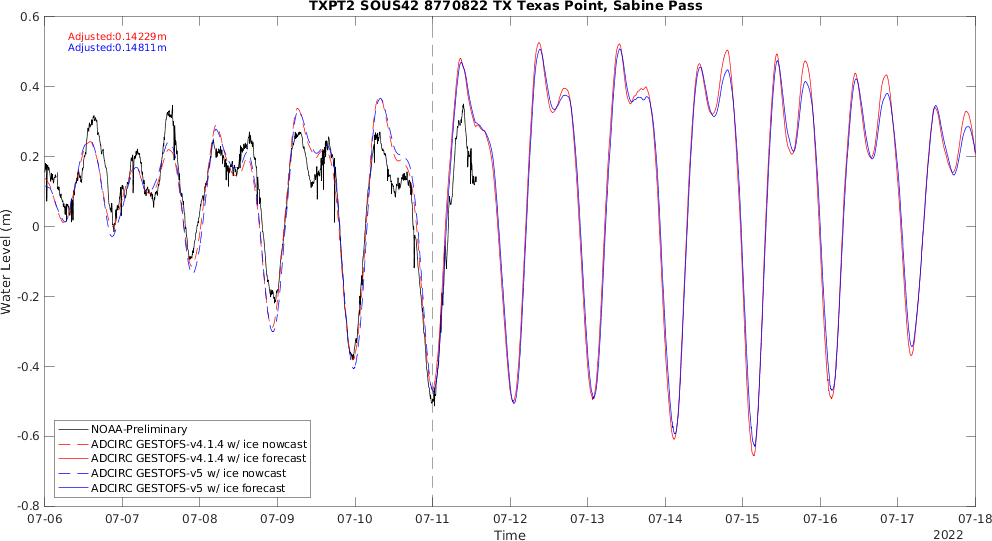 TXPT2 SOUS42 8770822 TX Texas Point, Sabine Pass
Adjusted:0.14229m
Adjusted:0.14811m
0.6
0.4
0.2
0
-0.2
-0.4
-0.6
-0.8
Water Level (m)
NOAA-Preliminary
ADCIRC GESTOFS-v4.1.4 w/ ice nowcast
ADCIRC GESTOFS-v4.1.4 w/ ice forecast
ADCIRC GESTOFS-v5 w/ ice nowcast
ADCIRC GESTOFS-v5 w/ ice forecast
07-06 07-07 07-08 07-09 07-10 07-11 07-12 07-13 07-14 07-15 07-16 07-17 07-18
Time
2022